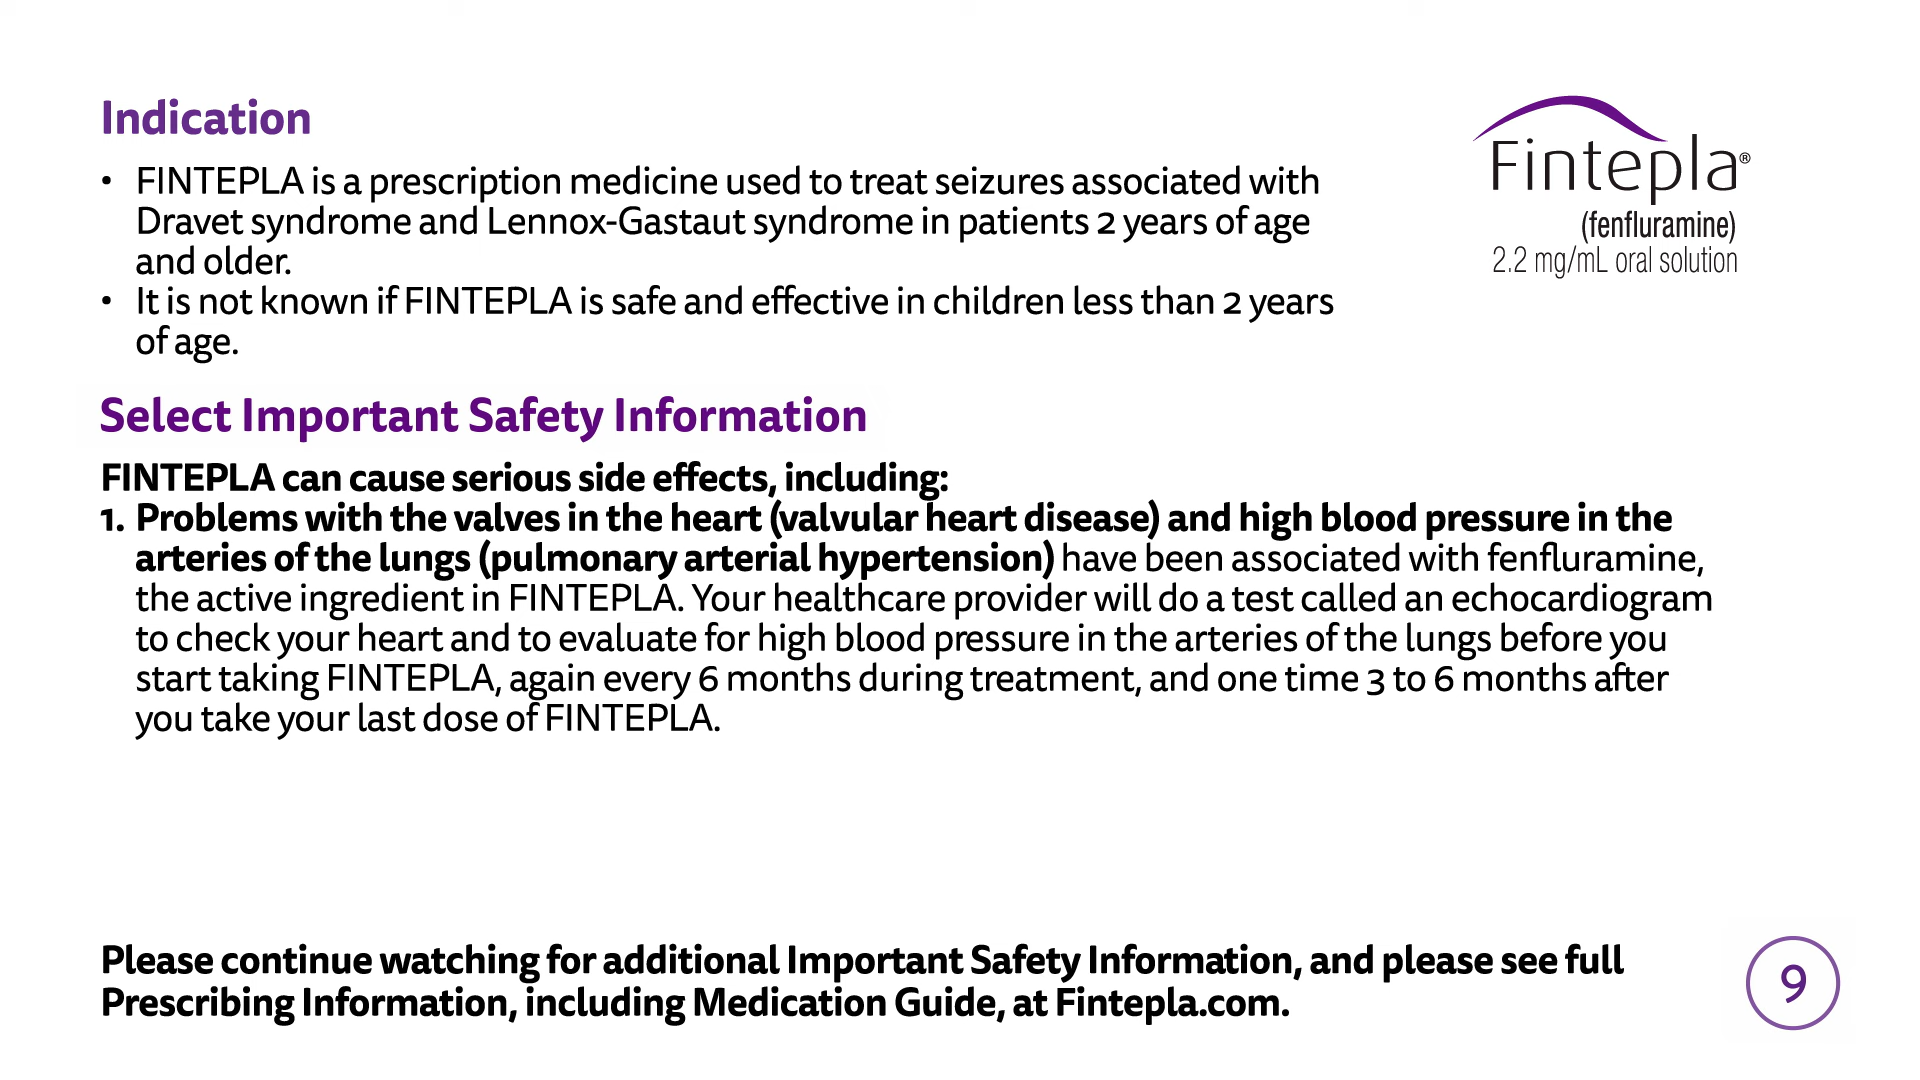 Indication
• FINTEPLA is a prescription medicine used to treat seizures associated with
Dravet syndrome and Lennox-Gastaut syndrome in patients 2 years of age
and older.
• It is not known if FINTEPLA is safe and effective in children less than 2 years
of age.
Fintepla®
(fenfluramine)
2.2 mg/mL oral solution
Select Important Safety Information
FINTEPLA can cause serious side effects, including:
1. Problems with the valves in the heart (valvular heart disease) and high blood pressure in the
arteries of the lungs (pulmonary arterial hypertension) have been associated with fenfluramine,
the active ingredient in FINTEPLA. Your healthcare provider will do a test called an echocardiogram
to check your heart and to evaluate for high blood pressure in the arteries of the lungs before you
start taking FINTEPLA, again every 6 months during treatment, and one time 3 to 6 months after
you take your last dose of FINTEPLA.
Please continue watching for additional Important Safety Information, and please see full
Prescribing Information, including Medication Guide, at Fintepla.com.
9